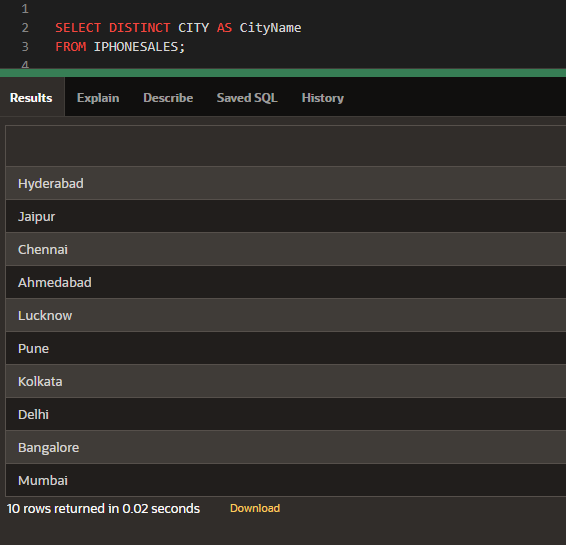 1
2 SELECT DISTINCT CITY AS CityName
3 FROM IPHONESALES;
4
Results Explain Describe Saved SQL History
Hyderabad
Jaipur
Chennai
Ahmedabad
Lucknow
Pune
Kolkata
Delhi
Bangalore
Mumbai
10 rows returned in 0.02 seconds Download